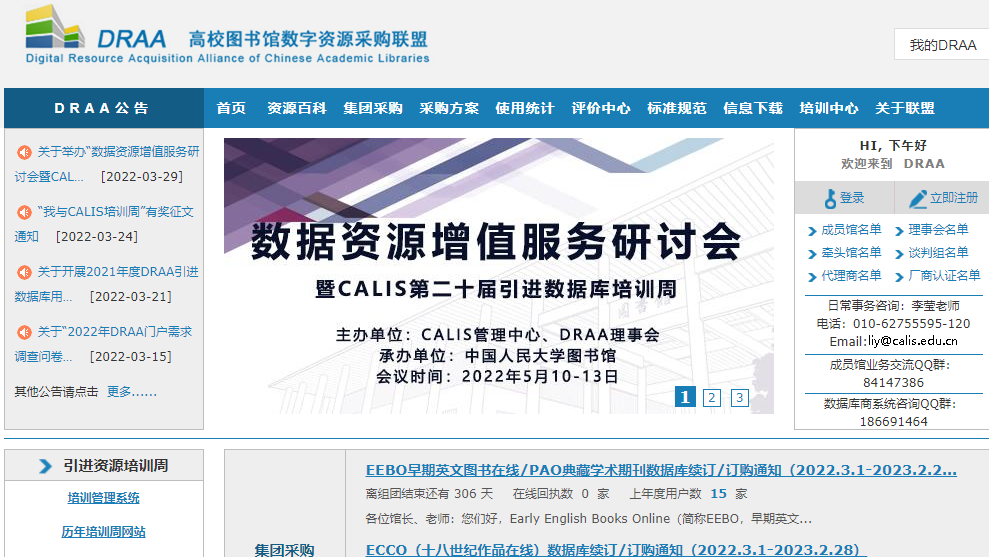 DRAA 高校图书馆数字资源采购联盟
Digital Resource Acquisition Alliance of Chinese Academic Libraries
我的DRAA
DRAA公告
首页 资源百科 集团采购 采购方案 使用统计 评价中心 标准规范 信息下载 培训中心 关于联盟
关于举办“数据资源增值服务研
讨会暨CAL... [2022-03-29]
“我与CALIS培训周”有奖征文
通知 [2022-03-24]
关于开展2021年度DRAA引进
数据库用... [2022-03-21]
关于“2022年DRAA门户需求
调查问卷... [2022-03-15]
其他公告请点击 更多......
数据资源增值服务研讨会
暨CALIS第二十届引进数据库培训周
主办单位：CALIS管理中心、DRAA理事会
承办单位：中国人民大学图书馆
会议时间：2022年5月10-13日
1 2 3
HI, 下午好
欢迎来到 DRAA
登录 立即注册
成员馆名单 理事会名单
牵头馆名单 谈判组名单
代理商名单 厂商认证名单
日常事务咨询：李莹老师
电话：010-62755595-120
Email:liy@calis.edu.cn
成员馆业务交流QQ群：
84147386
数据库商系统咨询QQ群：
186691464
引进资源培训周
培训管理系统
历年培训周网站
集团采购
EEBO早期英文图书在线/PAO典藏学术期刊数据库续订/订购通知（2022.3.1-2023.2.2...
离组团结束还有 306 天 在线回执数 0 家 上年度用户数 15 家
各位馆长、老师：您们好，Early English Books Online（简称EEBO，早期英文...
ECCO（十八世纪作品在线）数据库续订/订购通知（2022.3.1-2023.2.28）